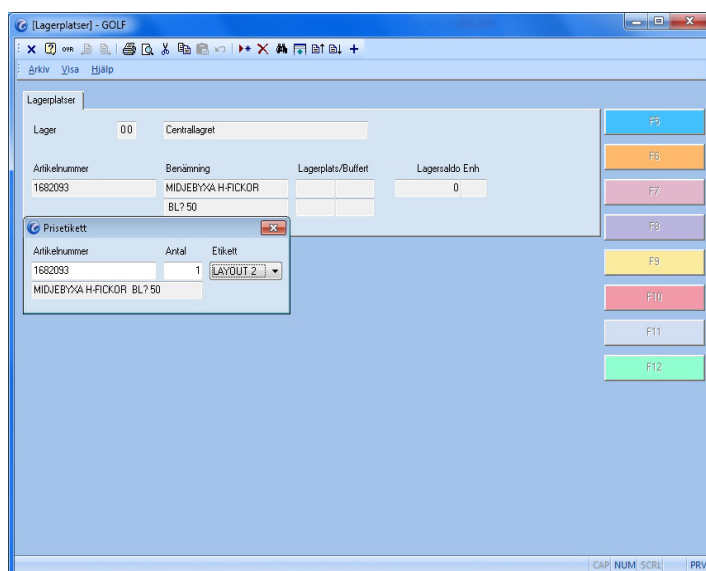 [Lagerplatser] - GOLF
OVR
Arkiv Visa Hjälp
Lagerplatser
Lager 00 Centrallagret
Artikelnummer Benämning Lagerplats/Buffert Lagersaldo Enh
1682093 MIDJEBYXA H-FICKOR 0
BL? 50
Prisetikett
Artikelnummer Antal Etikett
1682093 1 LAYOUT 2
MIDJEBYXA H-FICKOR BL? 50
F5
F6
F7
F8
F9
F10
F11
F12
CAP NUM SCRL PRV